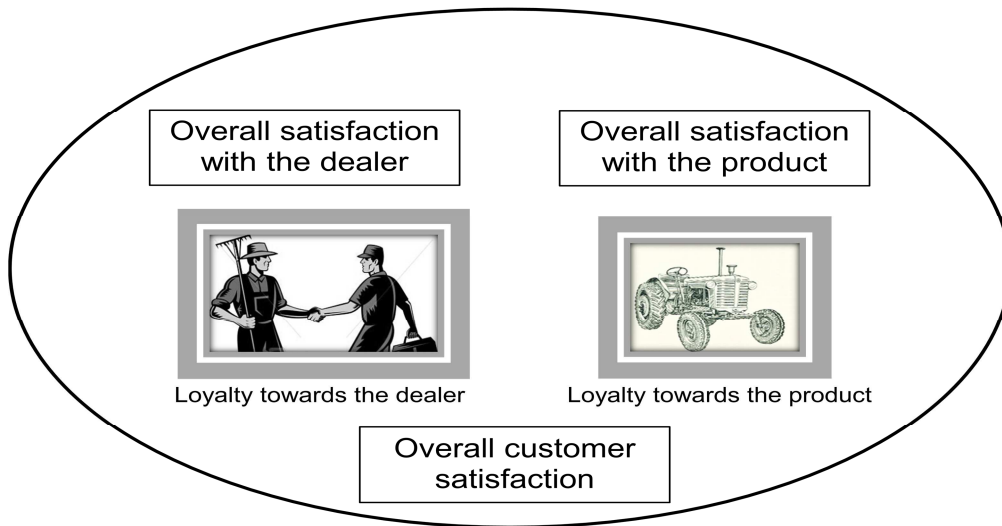 Overall satisfaction
with the dealer
Overall satisfaction
with the product
Loyalty towards the dealer
Loyalty towards the product
Overall customer
satisfaction